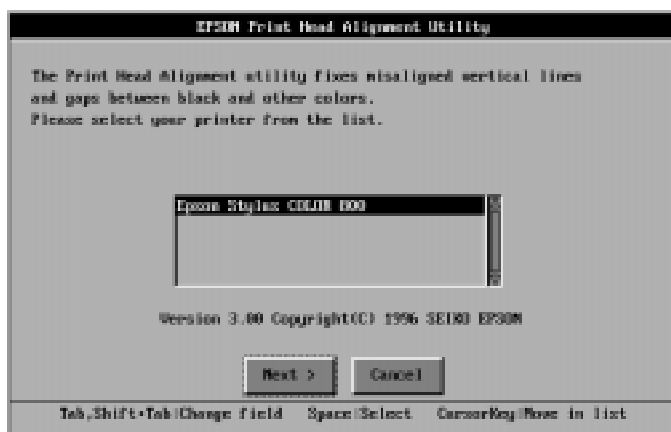 EPSON Print Head Alignment Utility
The Print Head Alignment utility fixes misaligned vertical lines
and gaps between black and other colors.
Please select your printer from the list.
Epson Stylus COLOR 800
Version 3.00 Copyright(C) 1996 SEIKO EPSON
Next > Cancel
Tab,Shift+Tab:Change field Space:Select CursorKey:Move in list